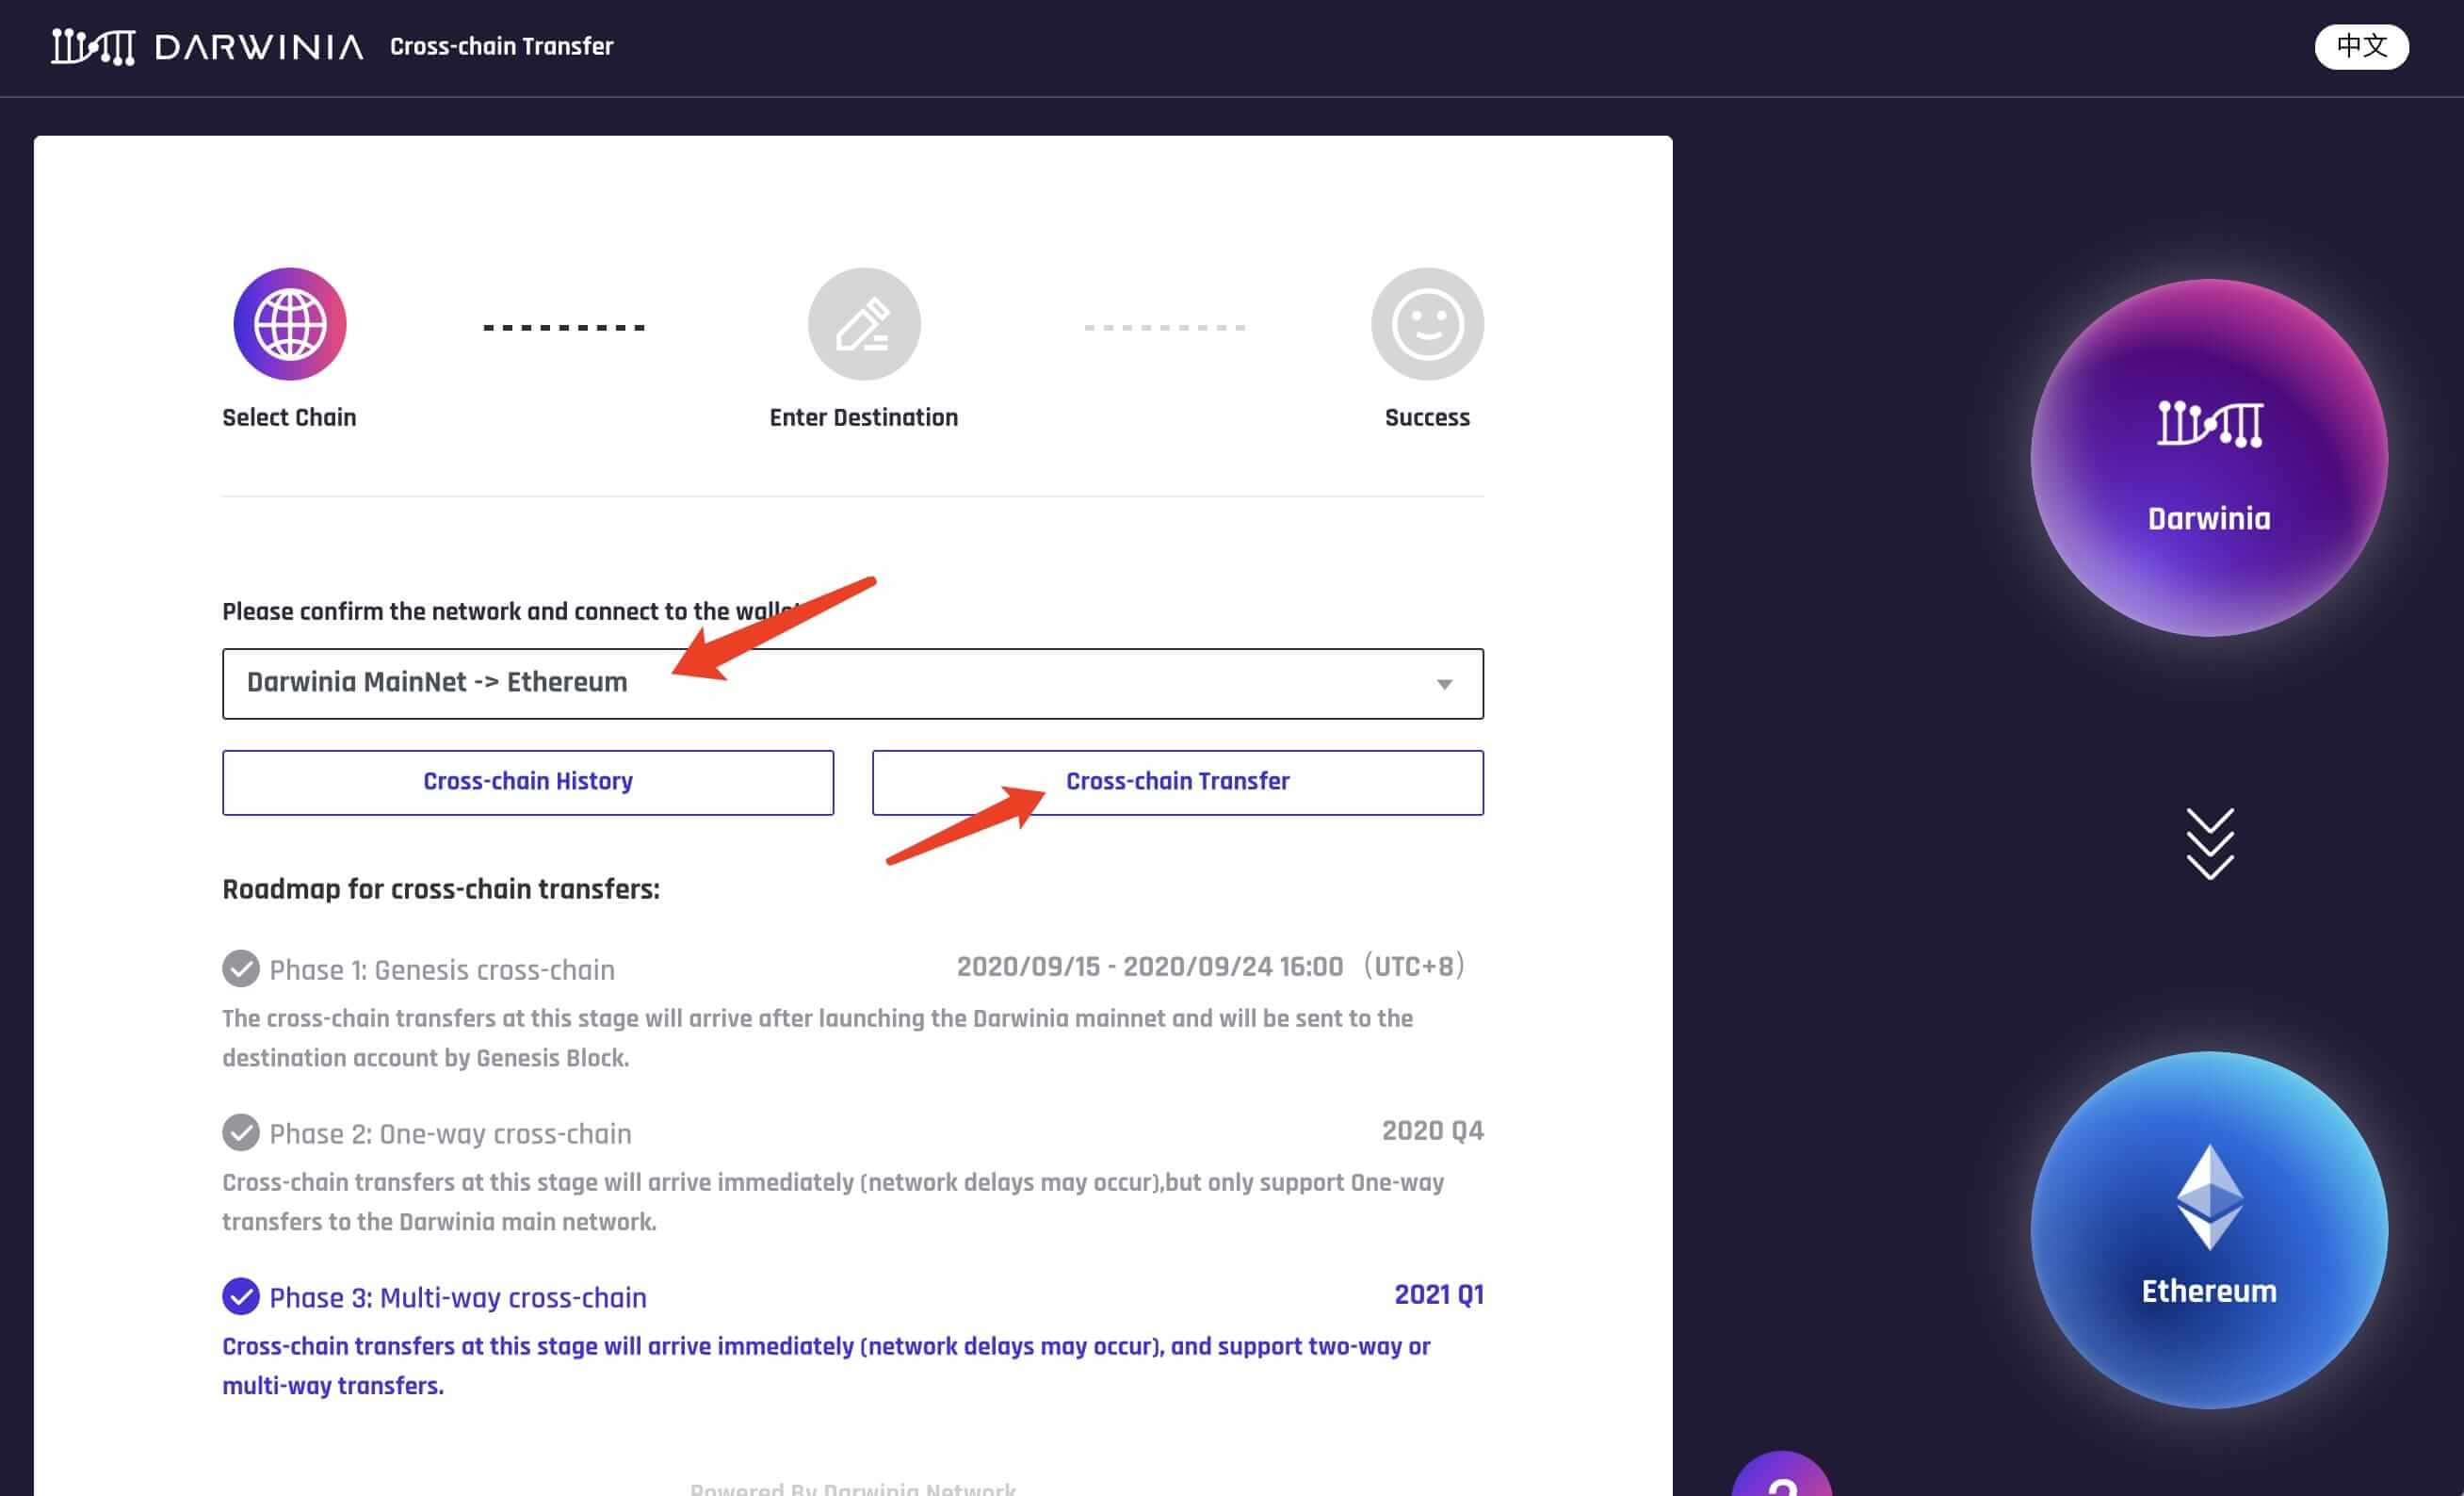 DARWINIA Cross-chain Transfer
中文
Select Chain
Enter Destination
Success
Please confirm the network and connect to the wallet
Darwinia MainNet -> Ethereum
Cross-chain History
Cross-chain Transfer
Roadmap for cross-chain transfers:
Phase 1: Genesis cross-chain
2020/09/15 - 2020/09/24 16:00（UTC+8）
The cross-chain transfers at this stage will arrive after launching the Darwinia mainnet and will be sent to the
destination account by Genesis Block.
Phase 2: One-way cross-chain
2020 Q4
Cross-chain transfers at this stage will arrive immediately (network delays may occur),but only support One-way
transfers to the Darwinia main network.
Phase 3: Multi-way cross-chain
2021 Q1
Cross-chain transfers at this stage will arrive immediately (network delays may occur), and support two-way or
multi-way transfers.
Powered By Darwinia Network
Darwinia
Ethereum
?